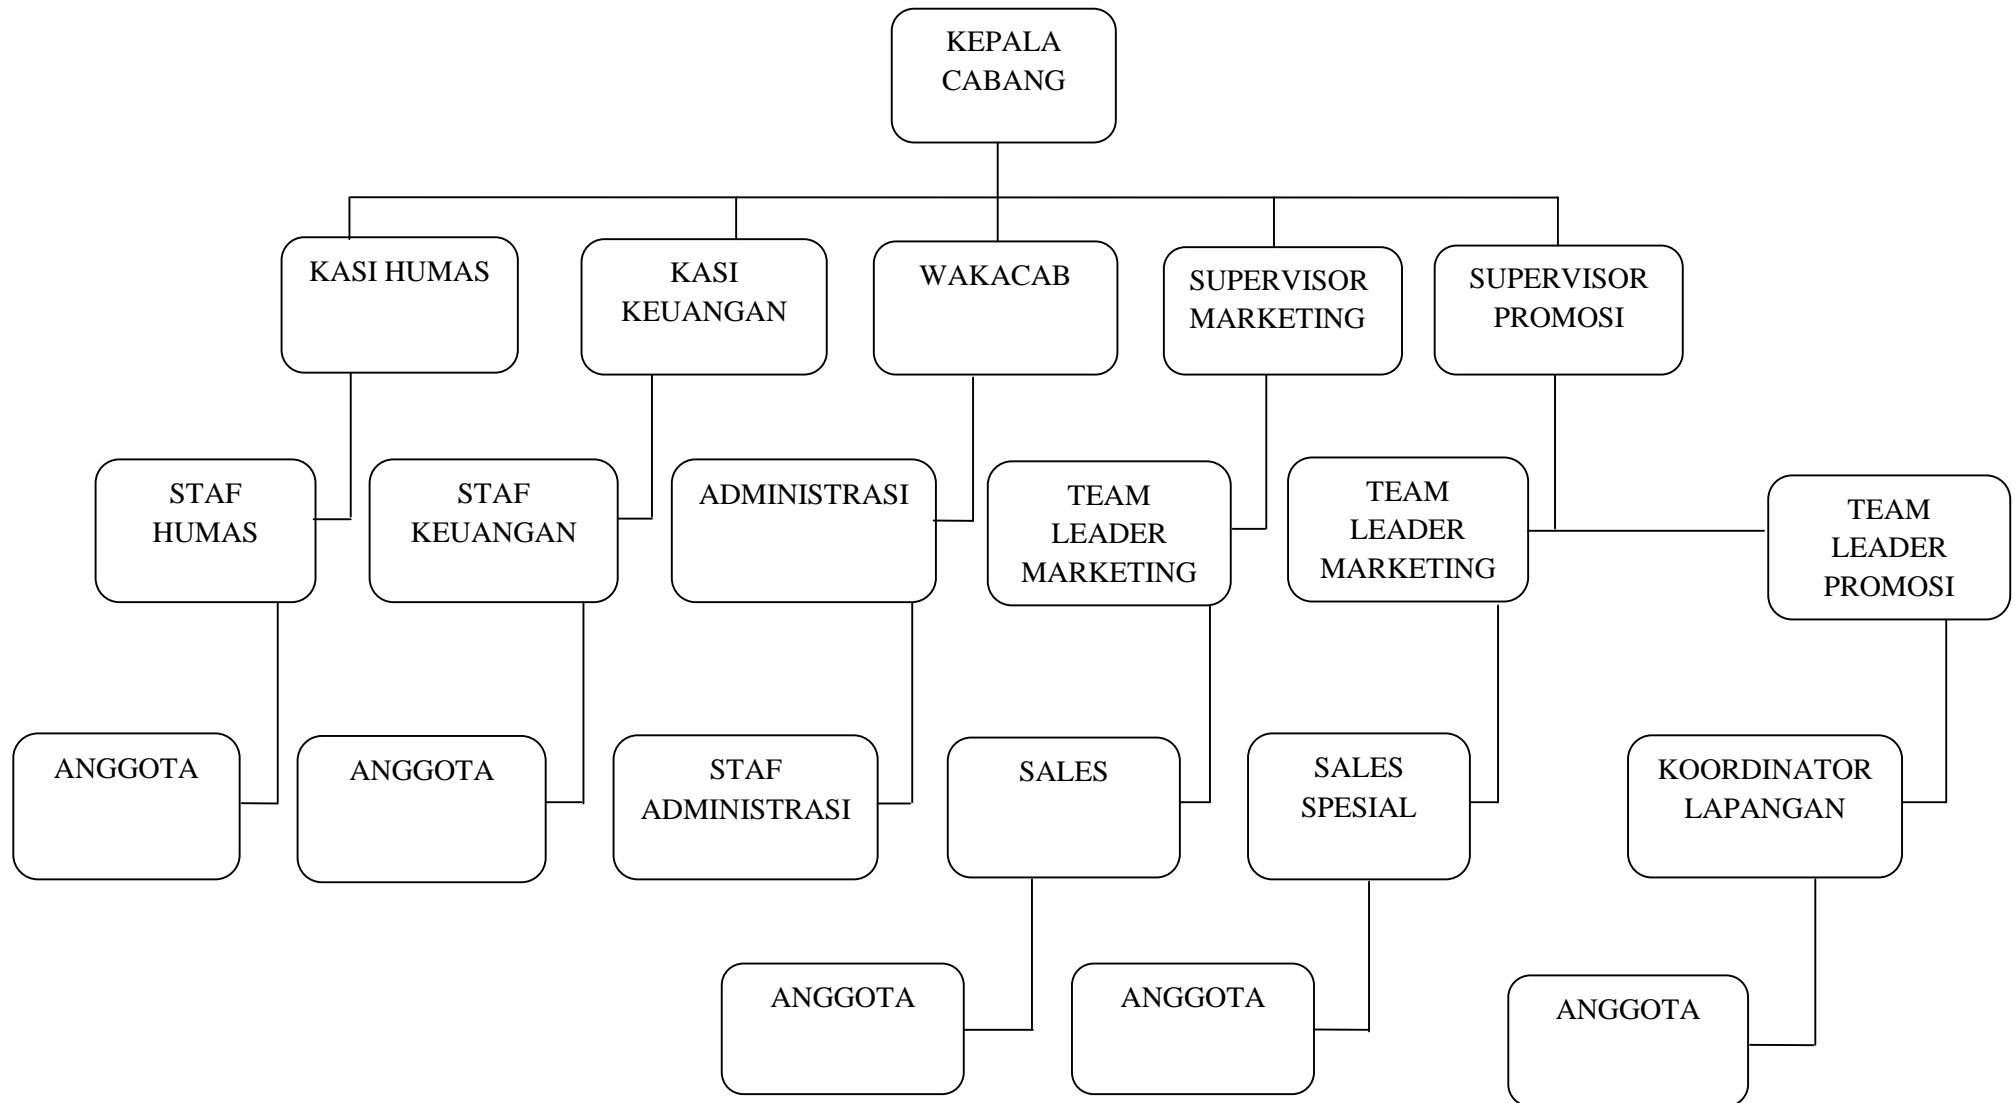 KEPALA
CABANG
KASI HUMAS
KASI
KEUANGAN
WAKACAB
SUPERVISOR
MARKETING
SUPERVISOR
PROMOSI
STAF
HUMAS
STAF
KEUANGAN
ADMINISTRASI
TEAM
LEADER
MARKETING
TEAM
LEADER
MARKETING
TEAM
LEADER
PROMOSI
ANGGOTA
ANGGOTA
STAF
ADMINISTRASI
SALES
SALES
SPESIAL
KOORDINATOR
LAPANGAN
ANGGOTA
ANGGOTA
ANGGOTA